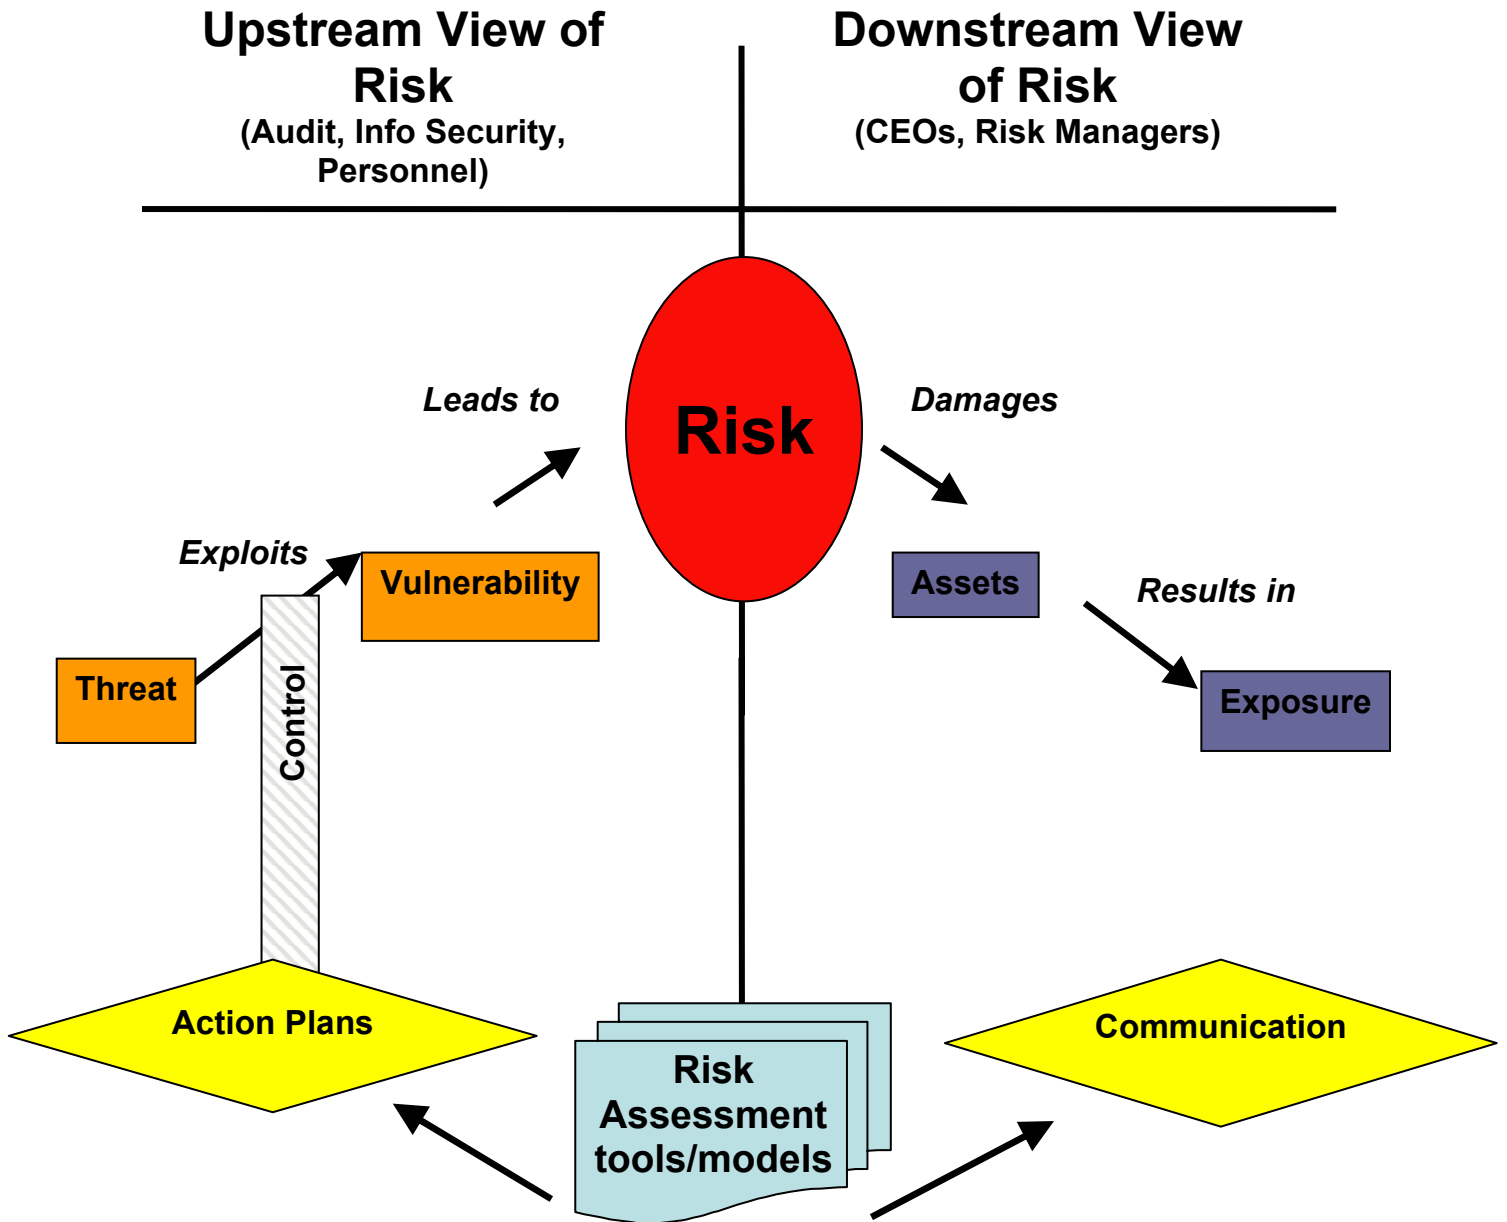 Upstream View of
Risk
(Audit, Info Security,
Personnel)
Downstream View
of Risk
(CEOs, Risk Managers)
Leads to
Risk
Damages
Exploits
Vulnerability
Assets
Results in
Threat
Control
Exposure
Action Plans
Communication
Risk
Assessment
tools/models